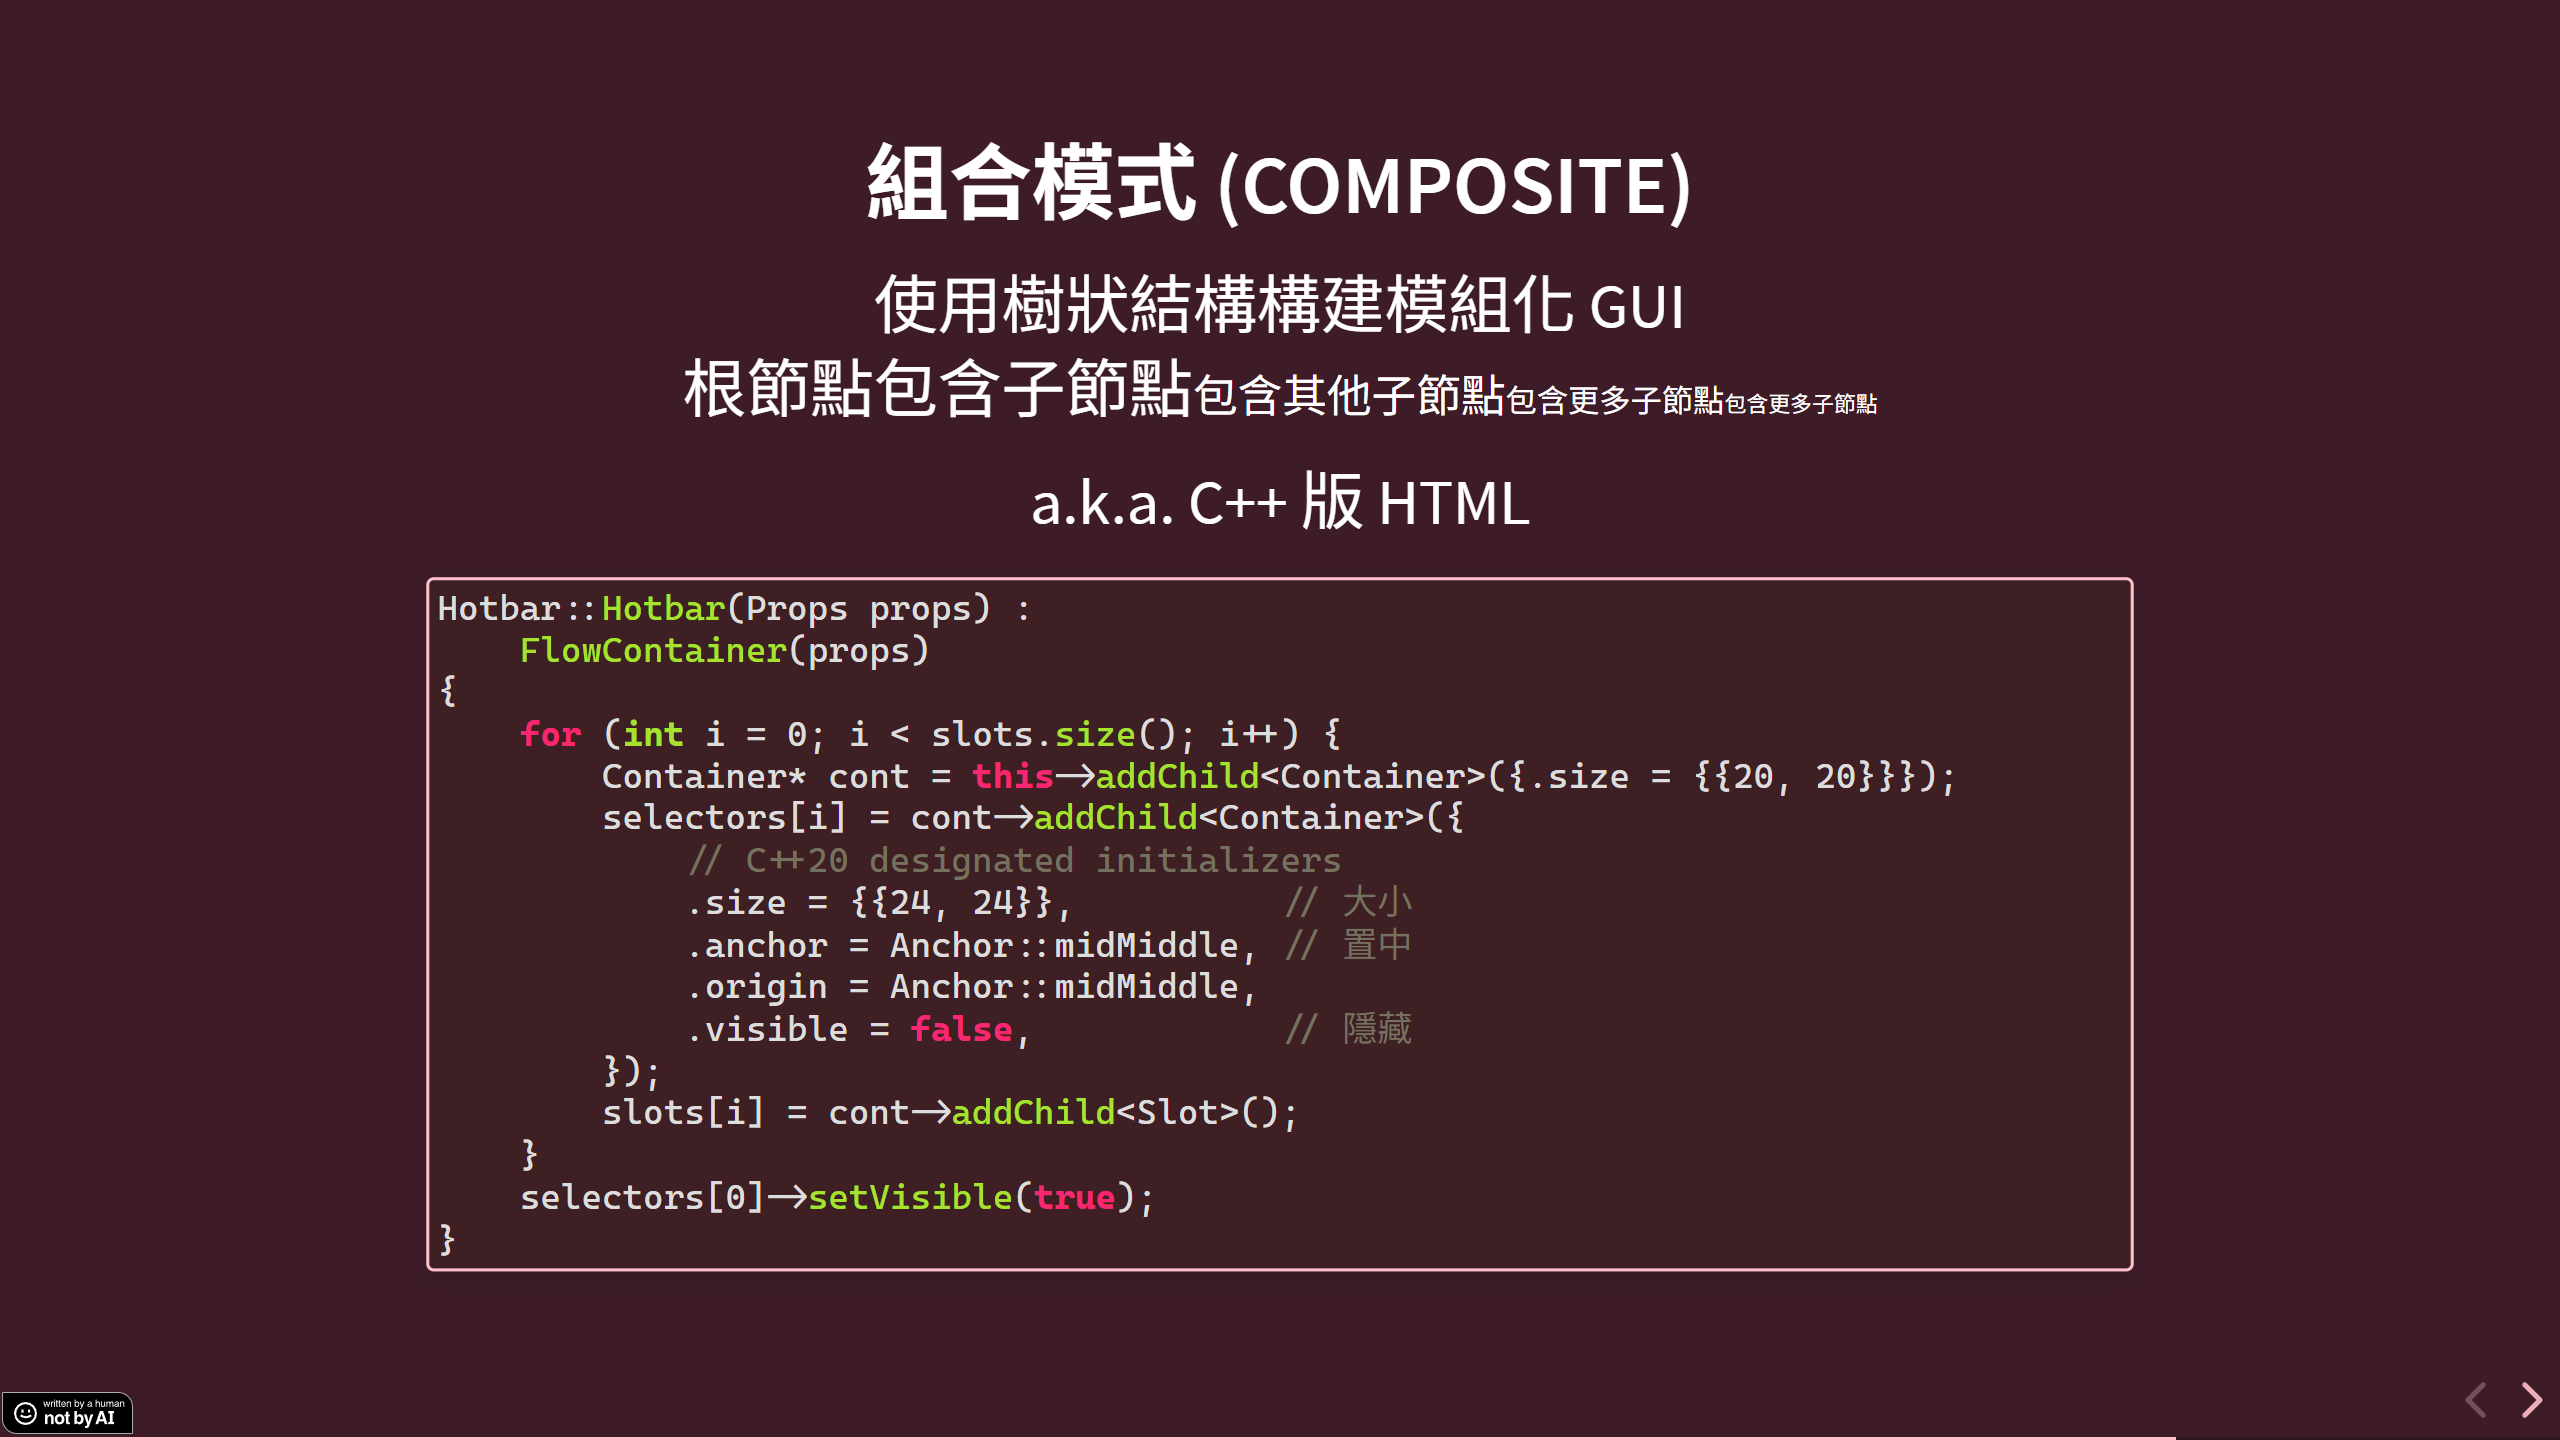 組合模式 (COMPOSITE)
使用樹狀結構構建模組化 GUI
根節點包含子節點包含其他子節點包含更多子節點包含更多子節點
a.k.a. C++ 版 HTML
Hotbar::Hotbar(Props props) :
    FlowContainer(props)
{
    for (int i = 0; i < slots.size(); i++) {
        Container* cont = this->addChild<Container>({.size = {{20, 20}}});
        selectors[i] = cont->addChild<Container>({
            // C++20 designated initializers
            .size = {{24, 24}},          // 大小
            .anchor = Anchor::midMiddle, // 置中
            .origin = Anchor::midMiddle,
            .visible = false,            // 隱藏
        });
        slots[i] = cont->addChild<Slot>();
    }
    selectors[0]->setVisible(true);
}
written by a human
not by AI